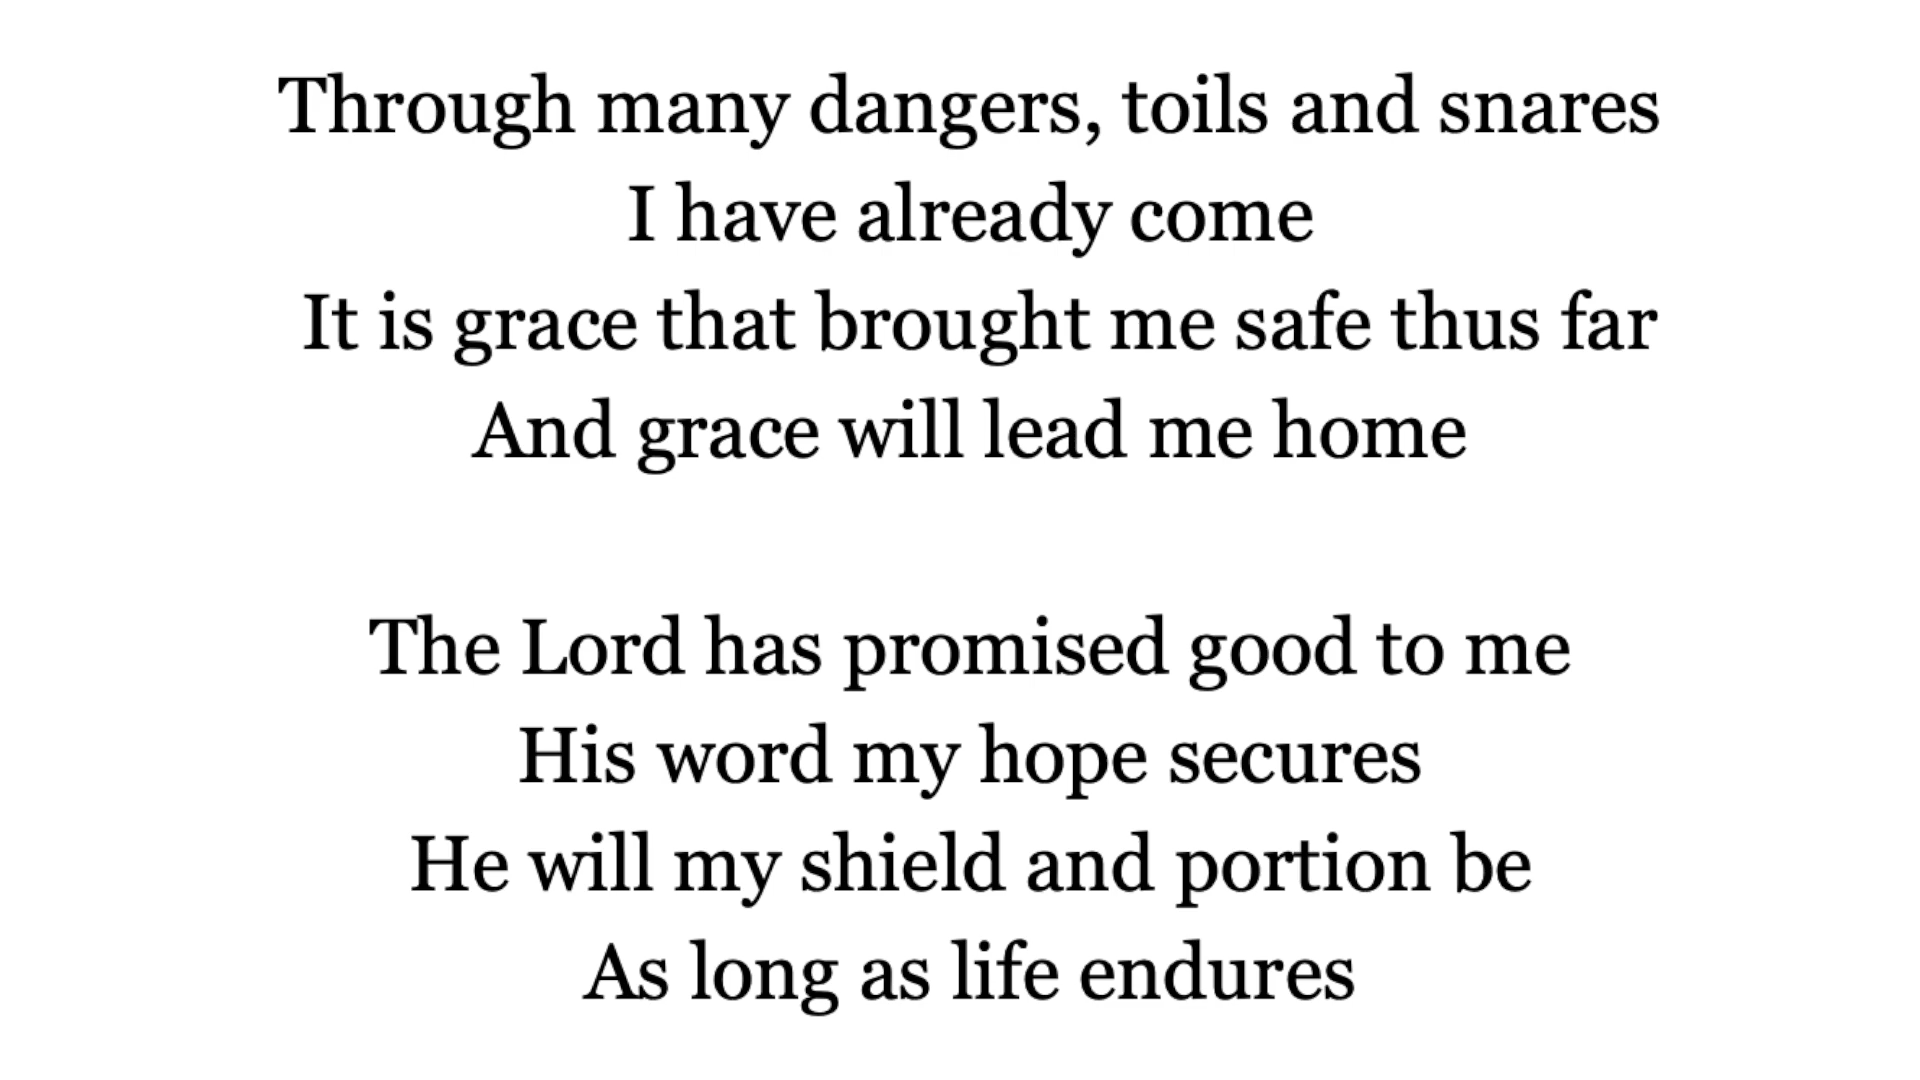 Through many dangers, toils and snares
I have already come
It is grace that brought me safe thus far
And grace will lead me home
The Lord has promised good to me
His word my hope secures
He will my shield and portion be
As long as life endures